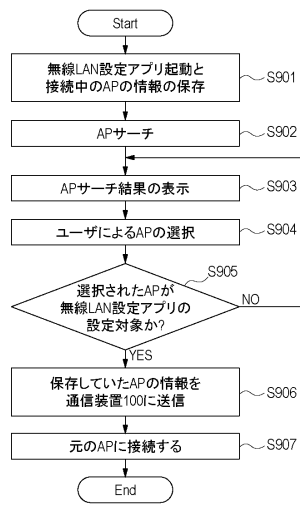 Start
無線LAN設定アプリ起動と
接続中のAPの情報の保存
S901
APサーチ
S902
APサーチ結果の表示
S903
ユーザによるAPの選択
S904
S905
選択されたAPが
無線LAN設定アプリの
設定対象か?
NO
YES
保存していたAPの情報を
通信装置100に送信
S906
元のAPに接続する
S907
End